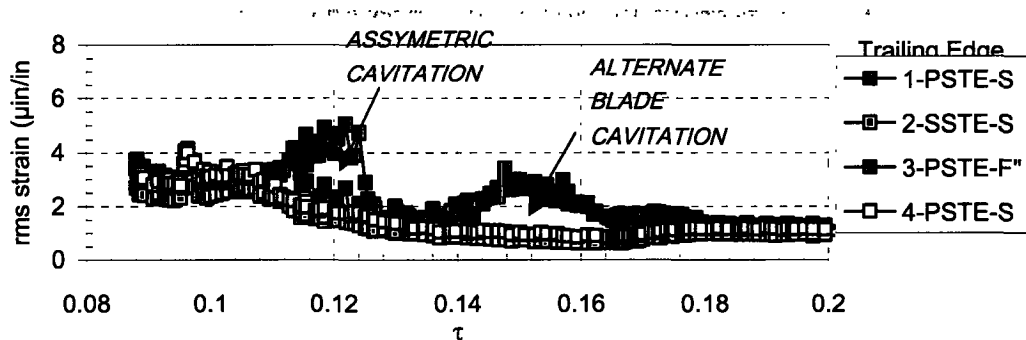 8
6
4
2
0
rms strain (µin/in)
ASSYMETRIC
CAVITATION
ALTERNATE
BLADE
CAVITATION
0.08
0.1
0.12
0.14
0.16
0.18
0.2
τ
Trailing Edge
1-PSTE-S
2-SSTE-S
3-PSTE-F"
4-PSTE-S